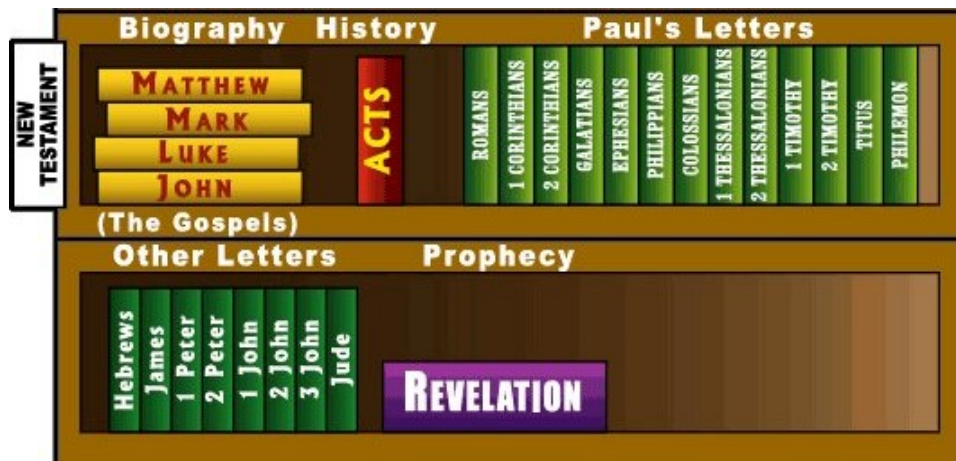 NEW
TESTAMENT
Biography
History
Paul's Letters
MATTHEW
MARK
LUKE
JOHN
(The Gospels)
ACTS
ROMANS
1 CORINTHIANS
2 CORINTHIANS
GALATIANS
EPHESIANS
PHILIPPIANS
COLOSSIANS
1 THESSALONIANS
2 THESSALONIANS
1 TIMOTHY
2 TIMOTHY
TITUS
PHILEMON
Other Letters
Prophecy
Hebrews
James
1 Peter
2 Peter
1 John
2 John
3 John
Jude
REVELATION